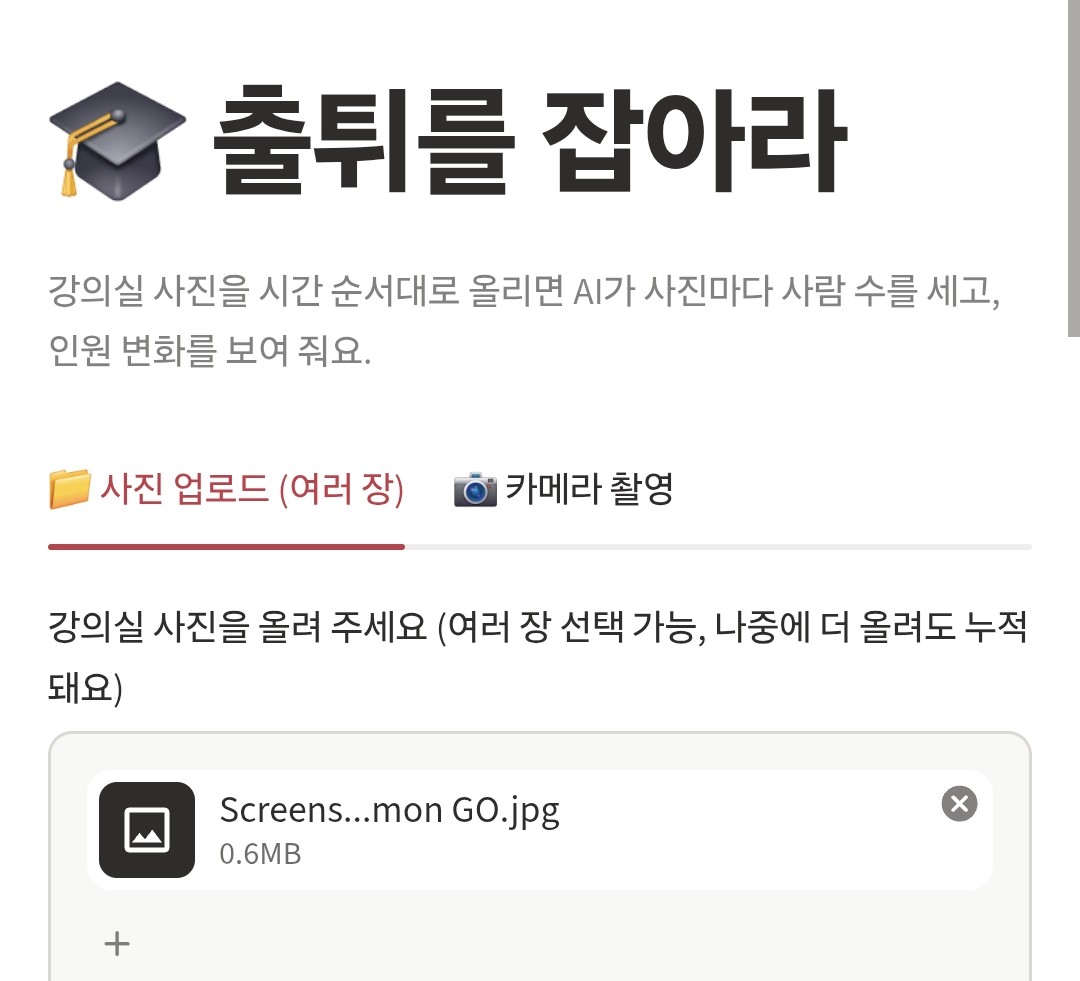 출튀를 잡아라
강의실 사진을 시간 순서대로 올리면 AI가 사진마다 사람 수를 세고,
인원 변화를 보여 줘요.
사진 업로드 (여러 장) 카메라 촬영
강의실 사진을 올려 주세요 (여러 장 선택 가능, 나중에 더 올려도 누적
돼요)
Screens...mon GO.jpg
0.6MB